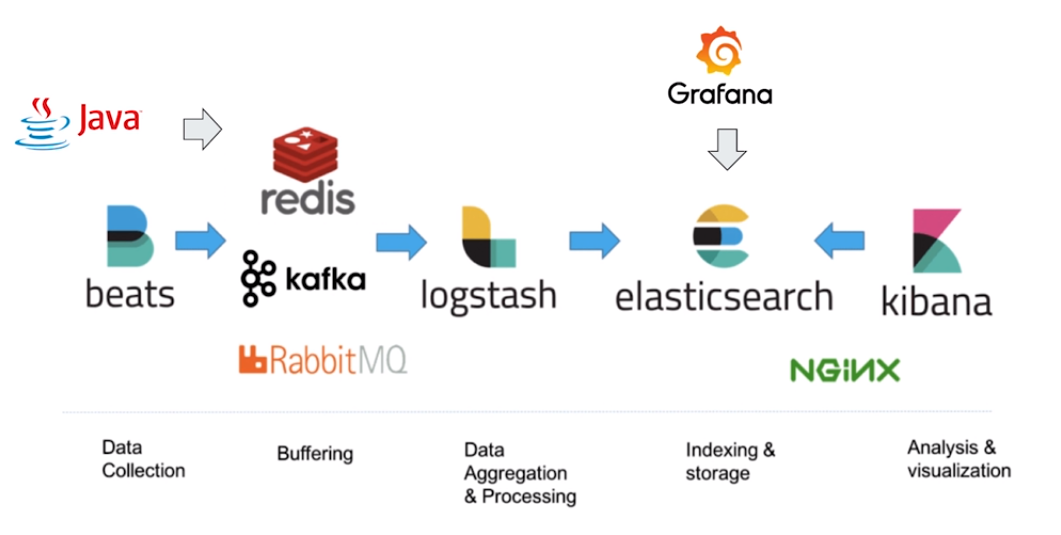 Grafana
Java
redis
beats
kafka
logstash
elasticsearch
kibana
RabbitMQ
NGiNX
Data
Collection
Buffering
Data
Aggregation
& Processing
Indexing &
storage
Analysis &
visualization